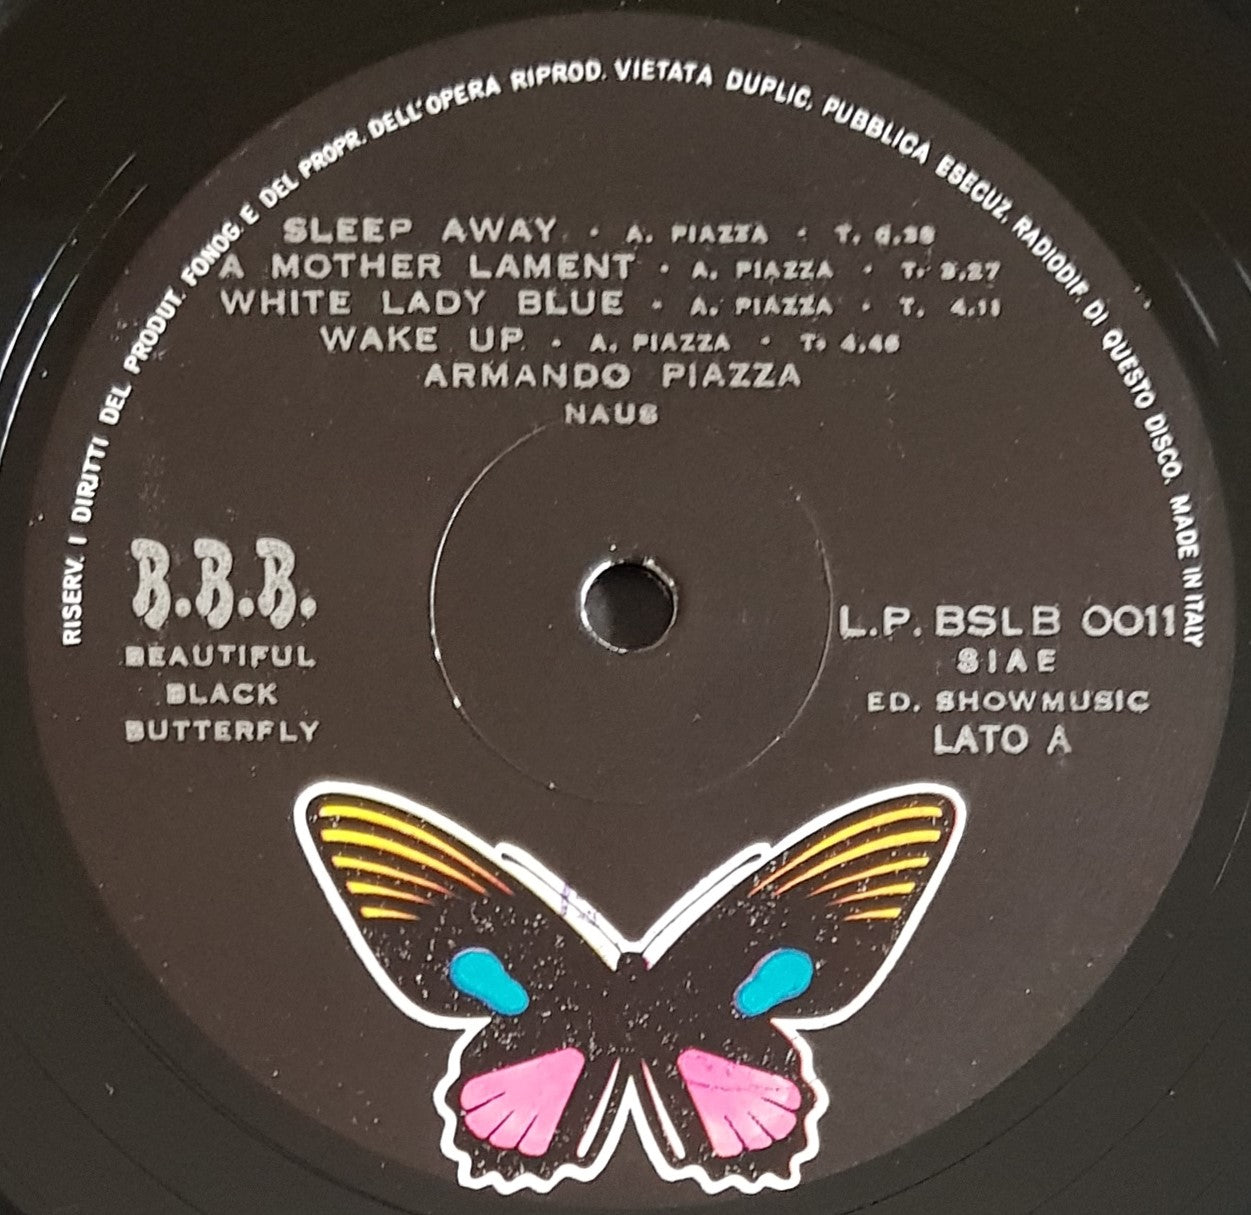 RISERV. I DIRITTI DEL PRODUT. FONOG. E DEL PROPR. DELL'OPERA RIPROD. VIETATA DUPLIC. PUBBLICA ESECUZ. RADIODIF. DI QUESTO DISCO. MADE IN ITALY
SLEEP AWAY · A. PIAZZA · T.
A MOTHER LAMENT · A. PIAZZA · T.
WHITE LADY BLUE · A. PIAZZA · T. 4.11
WAKE UP · A. PIAZZA · T. 4.46
ARMANDO PIAZZA
NAUS
B.B.B.
BEAUTIFUL
BLACK
BUTTERFLY
L.P. BSLB 0011
SIAE
ED. SHOWMUSIC
LATO A